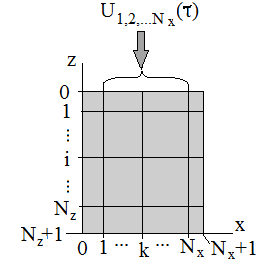 U1,2,...Nx(τ)
z
0
1
⋮
i
⋮
Nz
Nz+1
x
0 1 ··· k ··· Nx Nx+1